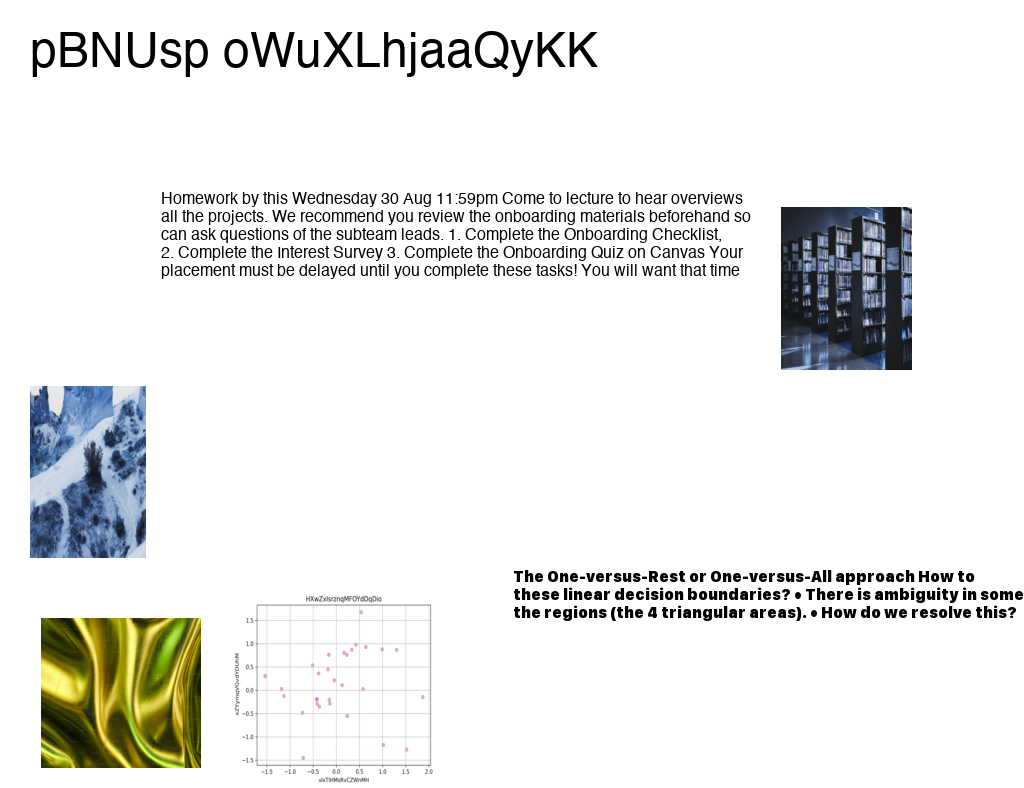 pBNUsp oWuXLhjaaQyKK
Homework by this Wednesday 30 Aug 11:59pm Come to lecture to hear overviews
all the projects. We recommend you review the onboarding materials beforehand so
can ask questions of the subteam leads. 1. Complete the Onboarding Checklist,
2. Complete the Interest Survey 3. Complete the Onboarding Quiz on Canvas Your
placement must be delayed until you complete these tasks! You will want that time
The One-versus-Rest or One-versus-All approach How to
these linear decision boundaries? • There is ambiguity in some
the regions (the 4 triangular areas). • How do we resolve this?
HXwZxIsrznqMFOYdDqDio
1.5
1.0
0.5
0.0
−0.5
−1.0
−1.5
−1.5 −1.0 −0.5 0.0 0.5 1.0 1.5 2.0